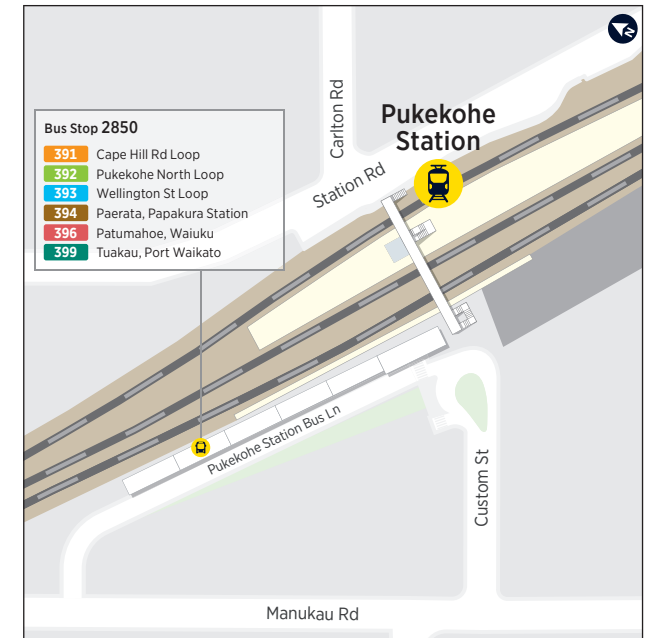 N
Carlton Rd
Pukekohe
Station
Station Rd
Bus Stop 2850
391 Cape Hill Rd Loop
392 Pukekohe North Loop
393 Wellington St Loop
394 Paerata, Papakura Station
396 Patumahoe, Waiuku
399 Tuakau, Port Waikato
Pukekohe Station Bus Ln
Custom St
Manukau Rd